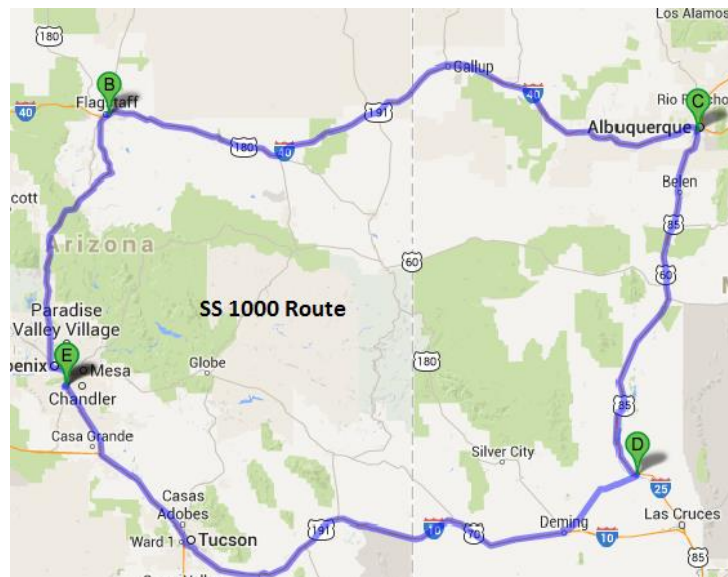 Los Alamos
180
B
Gallup
Flagstaff
40
40
Rio Rancho
C
Albuquerque
191
180
40
Belen
85
Arizona
60
60
SS 1000 Route
Paradise
Valley Village
E
Mesa
Globe
180
Chandler
85
Casa Grande
Silver City
D
25
Casas
Adobes
Ward 1
Tucson
191
10
70
Deming
10
Las Cruces
85